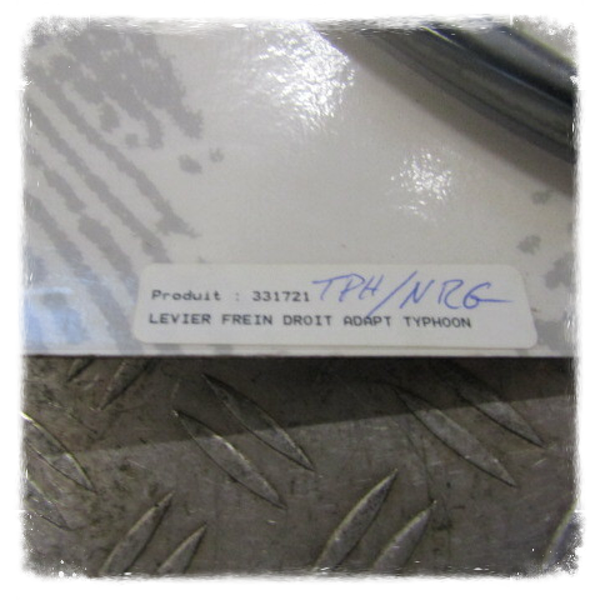 Produit : 331721 TPH/NRG
LEVIER FREIN DROIT ADAPT TYPHOON